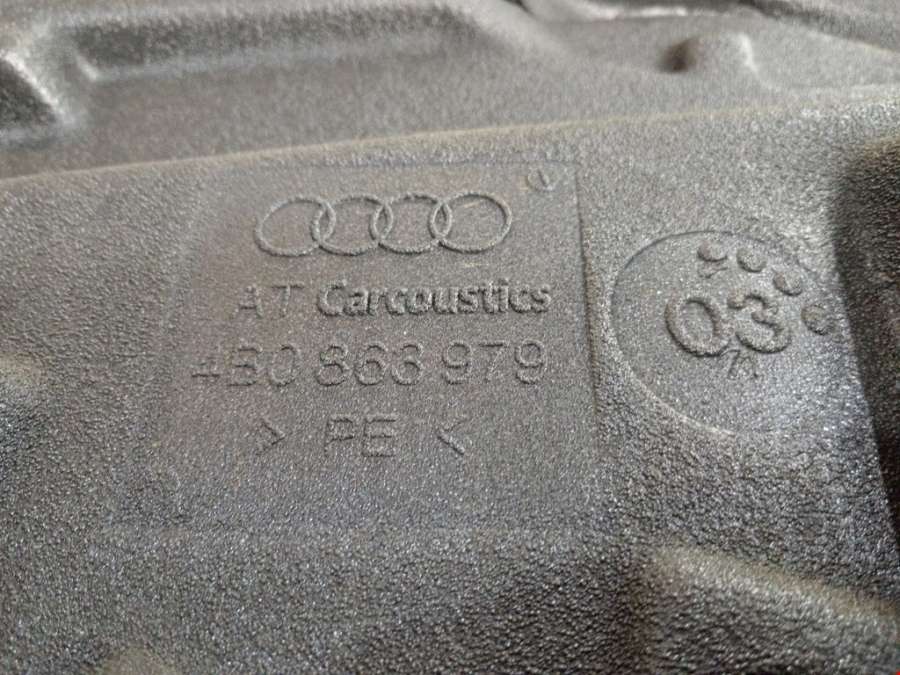 AT Carcoustics
4B0 863 979
> PE <
03